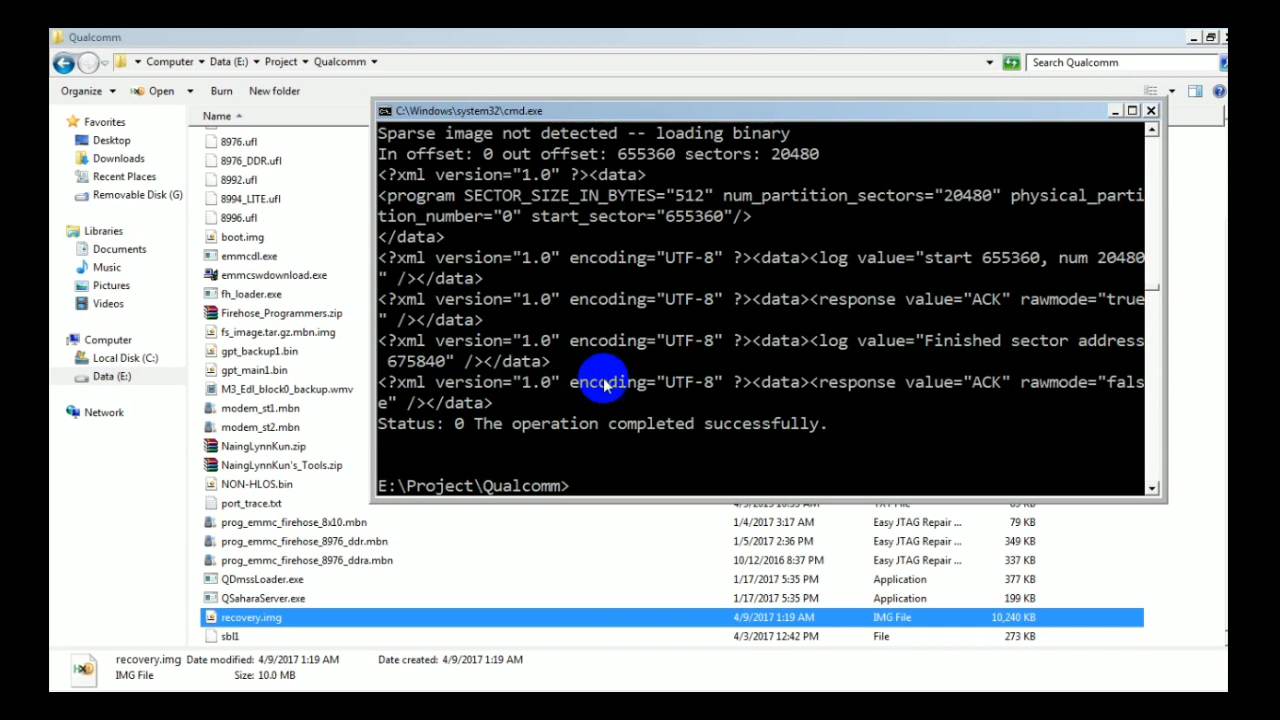 Qualcomm
Computer Data (E:) Project Qualcomm
Search Qualcomm
Organize Open Burn New folder
Name
Favorites
Desktop
Downloads
Recent Places
Removable Disk (G)
Libraries
Documents
Music
Pictures
Videos
Computer
Local Disk (C:)
Data (E:)
Network
8976.ufl
8976_DDR.ufl
8992.ufl
8994_LITE.ufl
8996.ufl
boot.img
emmcdl.exe
emmcswdownload.exe
fh_loader.exe
Firehose_Programmers.zip
fs_image.tar.gz.mbn.img
gpt_backup1.bin
gpt_main1.bin
M3_Edl_block0_backup.wmv
modem_st1.mbn
modem_st2.mbn
NaingLynnKun.zip
NaingLynnKun's_Tools.zip
NON-HLOS.bin
port_trace.txt
prog_emmc_firehose_8x10.mbn 1/4/2017 3:17 AM Easy JTAG Repair ... 79 KB
prog_emmc_firehose_8976_ddr.mbn 1/5/2017 2:36 PM Easy JTAG Repair ... 349 KB
prog_emmc_firehose_8976_ddra.mbn 10/12/2016 8:37 PM Easy JTAG Repair ... 337 KB
QDmssLoader.exe 1/17/2017 5:35 PM Application 377 KB
QSaharaServer.exe 1/17/2017 5:35 PM Application 199 KB
recovery.img 4/9/2017 1:19 AM IMG File 10,240 KB
sbl1 4/3/2017 12:42 PM File 273 KB
C:\Windows\system32\cmd.exe
Sparse image not detected -- loading binary
In offset: 0 out offset: 655360 sectors: 20480
<?xml version="1.0" ?><data>
<program SECTOR_SIZE_IN_BYTES="512" num_partition_sectors="20480" physical_parti
tion_number="0" start_sector="655360"/>
</data>
<?xml version="1.0" encoding="UTF-8" ?><data><log value="start 655360, num 20480
" /></data>
<?xml version="1.0" encoding="UTF-8" ?><data><response value="ACK" rawmode="true
" /></data>
<?xml version="1.0" encoding="UTF-8" ?><data><log value="Finished sector address
675840" /></data>
<?xml version="1.0" encoding="UTF-8" ?><data><response value="ACK" rawmode="fals
e" /></data>
Status: 0 The operation completed successfully.
E:\Project\Qualcomm>
recovery.img Date modified: 4/9/2017 1:19 AM Date created: 4/9/2017 1:19 AM
IMG File Size: 10.0 MB